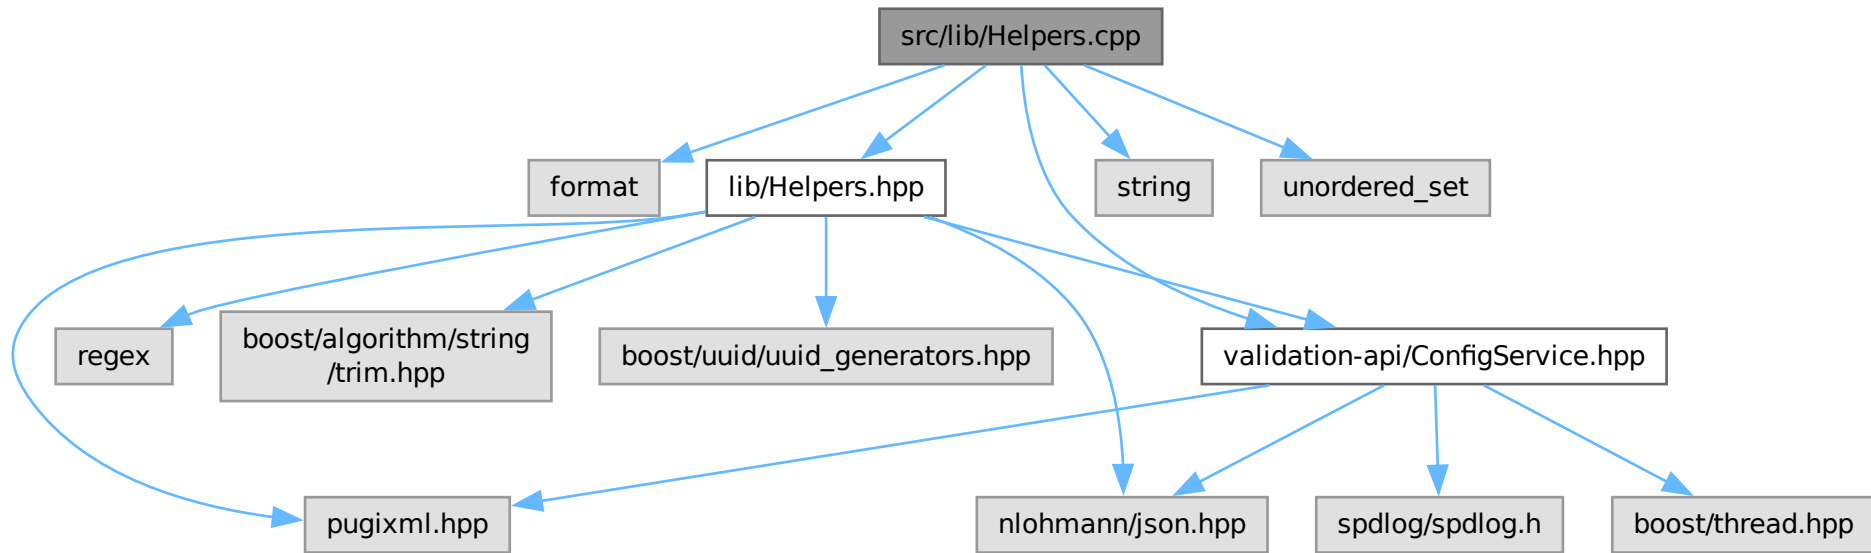 src/lib/Helpers.cpp
format
lib/Helpers.hpp
string
unordered_set
regex
boost/algorithm/string
/trim.hpp
boost/uuid/uuid_generators.hpp
validation-api/ConfigService.hpp
pugixml.hpp
nlohmann/json.hpp
spdlog/spdlog.h
boost/thread.hpp